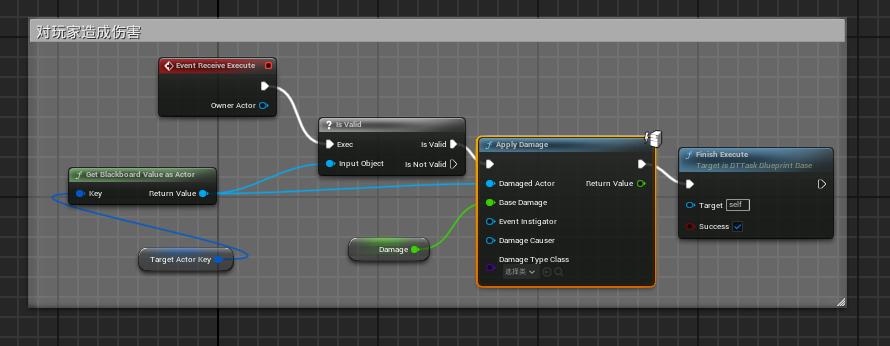 对玩家造成伤害
Event Receive Execute
Owner Actor
Is Valid
Exec
Is Valid
Input Object
Is Not Valid
Get Blackboard Value as Actor
Key
Return Value
Target Actor Key
Damage
Apply Damage
Damaged Actor
Return Value
Base Damage
Event Instigator
Damage Causer
Damage Type Class
选择类
Finish Execute
Target is BTTask Blueprint Base
Target
self
Success